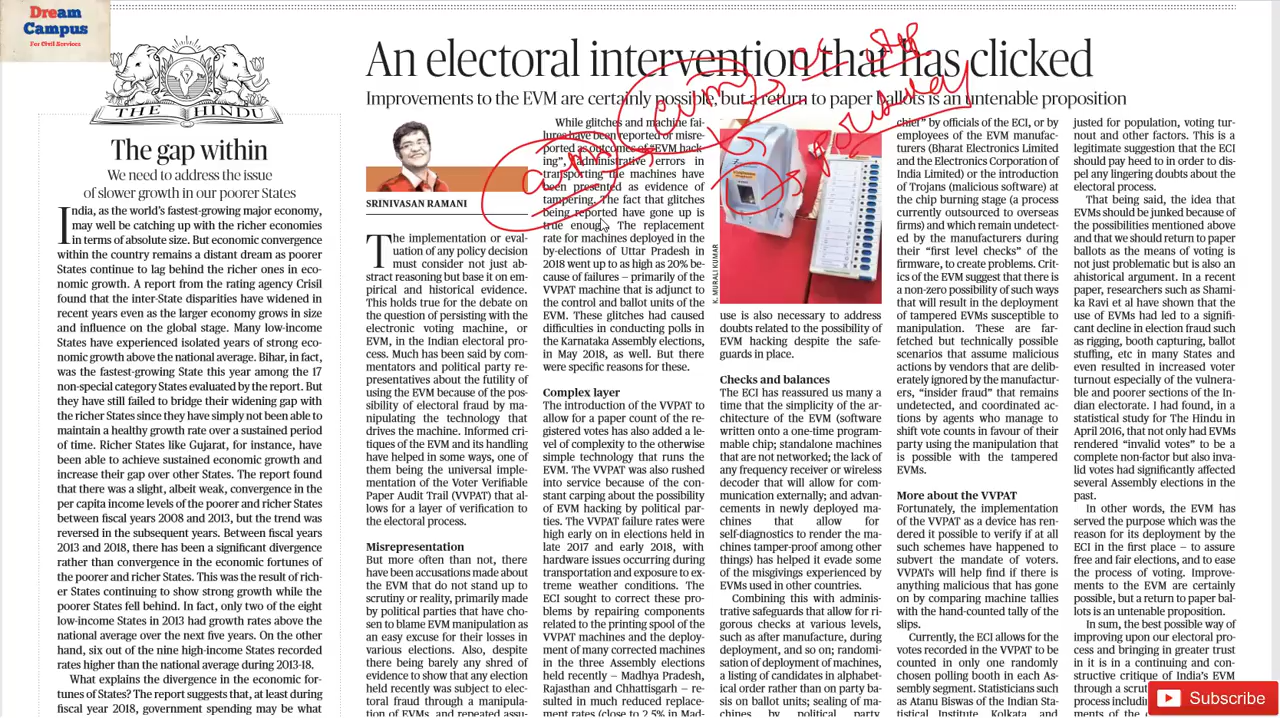 Dream
Campus
For Civil Services
THE HINDU
The gap within
We need to address the issue
of slower growth in our poorer States
India, as the world's fastest-growing major economy,
may well be catching up with the richer economies
in terms of absolute size. But economic convergence
within the country remains a distant dream as poorer
States continue to lag behind the richer ones in eco-
nomic growth. A report from the rating agency Crisil
found that the inter-State disparities have widened in
recent years even as the larger economy grows in size
and influence on the global stage. Many low-income
States have experienced isolated years of strong eco-
nomic growth above the national average. Bihar, in fact,
was the fastest-growing State this year among the 17
non-special category States evaluated by the report. But
they have still failed to bridge their widening gap with
the richer States since they have simply not been able to
maintain a healthy growth rate over a sustained period
of time. Richer States like Gujarat, for instance, have
been able to achieve sustained economic growth and
increase their gap over other States. The report found
that there was a slight, albeit weak, convergence in the
per capita income levels of the poorer and richer States
between fiscal years 2008 and 2013, but the trend was
reversed in the subsequent years. Between fiscal years
2013 and 2018, there has been a significant divergence
rather than convergence in the economic fortunes of
the poorer and richer States. This was the result of rich-
er States continuing to show strong growth while the
poorer States fell behind. In fact, only two of the eight
low-income States in 2013 had growth rates above the
national average over the next five years. On the other
hand, six out of the nine high-income States recorded
rates higher than the national average during 2013-18.
What explains the divergence in the economic for-
tunes of States? The report suggests that, at least during
fiscal year 2018, government spending may be what
An electoral intervention that has clicked
Improvements to the EVM are certainly possible, but a return to paper ballots is an untenable proposition
SRINIVASAN RAMANI
The implementation or eval-
uation of any policy decision
must consider not just ab-
stract reasoning but base it on em-
pirical and historical evidence.
This holds true for the debate on
the question of persisting with the
electronic voting machine, or
EVM, in the Indian electoral pro-
cess. Much has been said by com-
mentators and political party re-
presentatives about the futility of
using the EVM because of the pos-
sibility of electoral fraud by ma-
nipulating the technology that
drives the machine. Informed cri-
tiques of the EVM and its handling
have helped in some ways, one of
them being the universal imple-
mentation of the Voter Verifiable
Paper Audit Trail (VVPAT) that al-
lows for a layer of verification to
the electoral process.
Misrepresentation
But more often than not, there
have been accusations made about
the EVM that do not stand up to
scrutiny or reality, primarily made
by political parties that have cho-
sen to blame EVM manipulation as
an easy excuse for their losses in
various elections. Also, despite
there being barely any shred of
evidence to show that any election
held recently was subject to elec-
toral fraud through a manipula-
tion of EVMs, and repeated assu-
While glitches and machine fai-
lures have been reported or misre-
ported as outcomes of "EVM hack-
ing", administrative errors in
transporting the machines have
been presented as evidence of
tampering. The fact that glitches
being reported have gone up is
true enough. The replacement
rate for machines deployed in the
by-elections of Uttar Pradesh in
2018 went up to as high as 20% be-
cause of failures – primarily of the
VVPAT machine that is adjunct to
the control and ballot units of the
EVM. These glitches had caused
difficulties in conducting polls in
the Karnataka Assembly elections,
in May 2018, as well. But there
were specific reasons for these.
Complex layer
The introduction of the VVPAT to
allow for a paper count of the re-
gistered votes has also added a le-
vel of complexity to the otherwise
simple technology that runs the
EVM. The VVPAT was also rushed
into service because of the con-
stant carping about the possibility
of EVM hacking by political par-
ties. The VVPAT failure rates were
high early on in elections held in
late 2017 and early 2018, with
hardware issues occurring during
transportation and exposure to ex-
treme weather conditions. The
ECI sought to correct these pro-
blems by repairing components
related to the printing spool of the
VVPAT machines and the deploy-
ment of many corrected machines
in the three Assembly elections
held recently – Madhya Pradesh,
Rajasthan and Chhattisgarh – re-
sulted in much reduced replace-
ment rates (close to 2.5% in Mad-
K. MURALI KUMAR
use is also necessary to address
doubts related to the possibility of
EVM hacking despite the safe-
guards in place.
Checks and balances
The ECI has reassured us many a
time that the simplicity of the ar-
chitecture of the EVM (software
written onto a one-time program-
mable chip; standalone machines
that are not networked; the lack of
any frequency receiver or wireless
decoder that will allow for com-
munication externally; and advan-
cements in newly deployed ma-
chines that allow for
self-diagnostics to render the ma-
chines tamper-proof among other
things) has helped it evade some
of the misgivings experienced by
EVMs used in other countries.
Combining this with adminis-
trative safeguards that allow for ri-
gorous checks at various levels,
such as after manufacture, during
deployment, and so on; random-
isation of deployment of machines,
a listing of candidates in alphabet-
ical order rather than on party ba-
sis on ballot units; sealing of ma-
chines by political party
chief" by officials of the ECI, or by
employees of the EVM manufac-
turers (Bharat Electronics Limited
and the Electronics Corporation of
India Limited) or the introduction
of Trojans (malicious software) at
the chip burning stage (a process
currently outsourced to overseas
firms) and which remain undetect-
ed by the manufacturers during
their "first level checks" of the
firmware, to create problems. Crit-
ics of the EVM suggest that there is
a non-zero possibility of such ways
that will result in the deployment
of tampered EVMs susceptible to
manipulation. These are far-
fetched but technically possible
scenarios that assume malicious
actions by vendors that are delib-
erately ignored by the manufactur-
ers, "insider fraud" that remains
undetected, and coordinated ac-
tions by agents who manage to
shift vote counts in favour of their
party using the manipulation that
is possible with the tampered
EVMs.
More about the VVPAT
Fortunately, the implementation
of the VVPAT as a device has ren-
dered it possible to verify if at all
such schemes have happened to
subvert the mandate of voters.
VVPATs will help find if there is
anything malicious that has gone
on by comparing machine tallies
with the hand-counted tally of the
slips.
Currently, the ECI allows for the
votes recorded in the VVPAT to be
counted in only one randomly
chosen polling booth in each As-
sembly segment. Statisticians such
as Atanu Biswas of the Indian Sta-
tistical Institute, Kolkata, and
justed for population, voting tur-
nout and other factors. This is a
legitimate suggestion that the ECI
should pay heed to in order to dis-
pel any lingering doubts about the
electoral process.
That being said, the idea that
EVMs should be junked because of
the possibilities mentioned above
and that we should return to paper
ballots as the means of voting is
not just problematic but is also an
ahistorical argument. In a recent
paper, researchers such as Shami-
ka Ravi et al have shown that the
use of EVMs had led to a signifi-
cant decline in election fraud such
as rigging, booth capturing, ballot
stuffing, etc in many States and
even resulted in increased voter
turnout especially of the vulnera-
ble and poorer sections of the In-
dian electorate. I had found, in a
statistical study for The Hindu in
April 2016, that not only had EVMs
rendered "invalid votes" to be a
complete non-factor but also inva-
lid votes had significantly affected
several Assembly elections in the
past.
In other words, the EVM has
served the purpose which was the
reason for its deployment by the
ECI in the first place – to assure
free and fair elections, and to ease
the process of voting. Improve-
ments to the EVM are certainly
possible, but a return to paper bal-
lots is an untenable proposition.
In sum, the best possible way of
improving upon our electoral pro-
cess and bringing in greater trust
in it is in a continuing and con-
structive critique of India's EVM
through a
process
ments of the
Subscribe